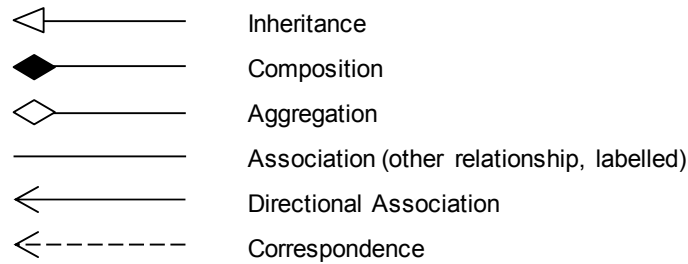 Inheritance
Composition
Aggregation
Association (other relationship, labelled)
Directional Association
Correspondence